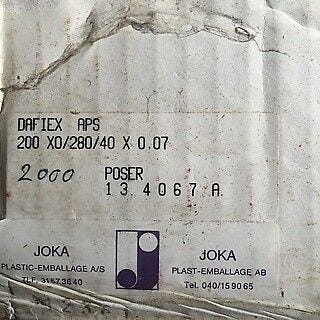 DAFIEX APS
200 X0/280/40 X 0.07
2000 POSER
13.4067.A
JOKA JOKA
PLASTIC-EMBALLAGE A/S PLAST-EMBALLAGE AB
TLF. 31573640 Tel. 040/159065